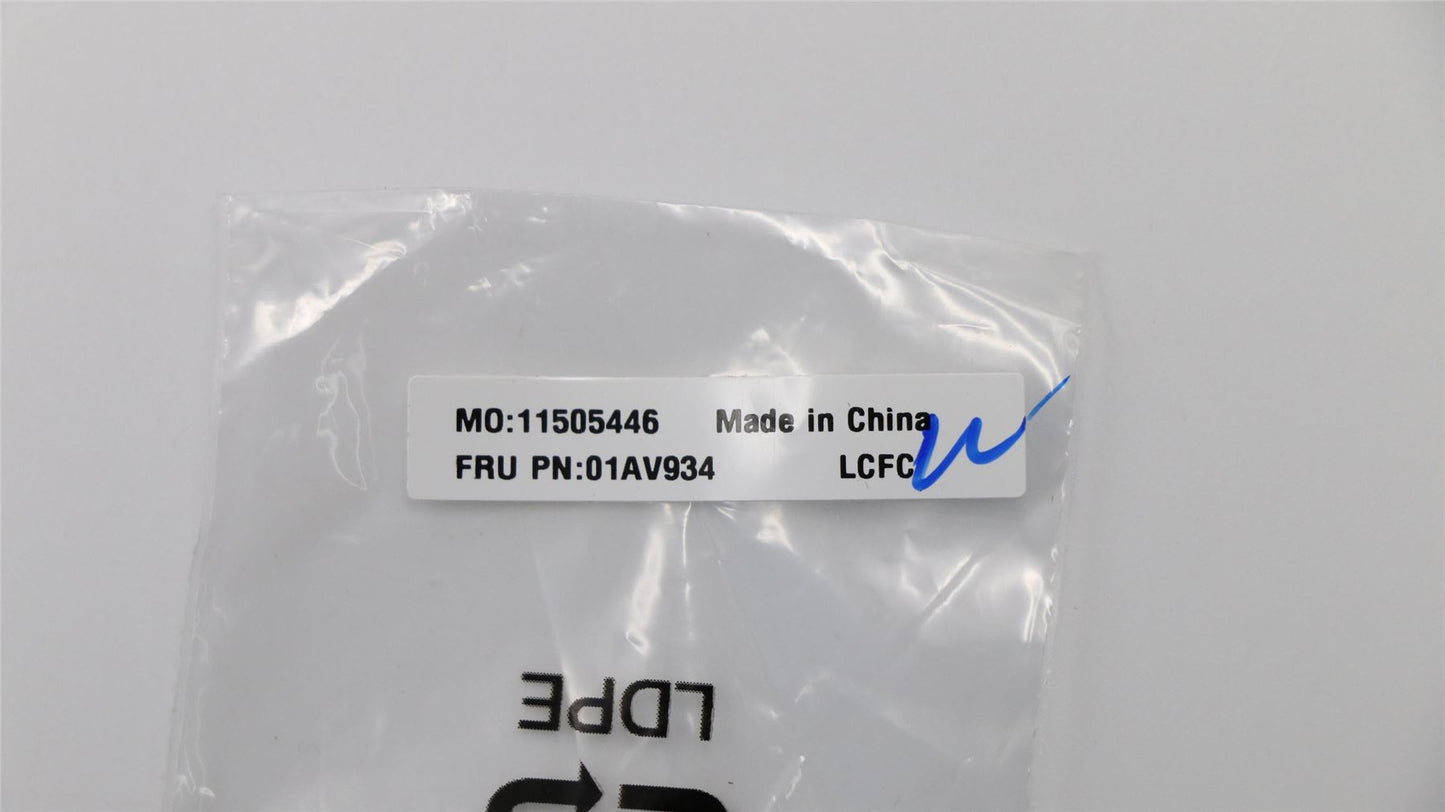 MO:11505446 Made in China
FRU PN:01AV934 LCFC
LDPE